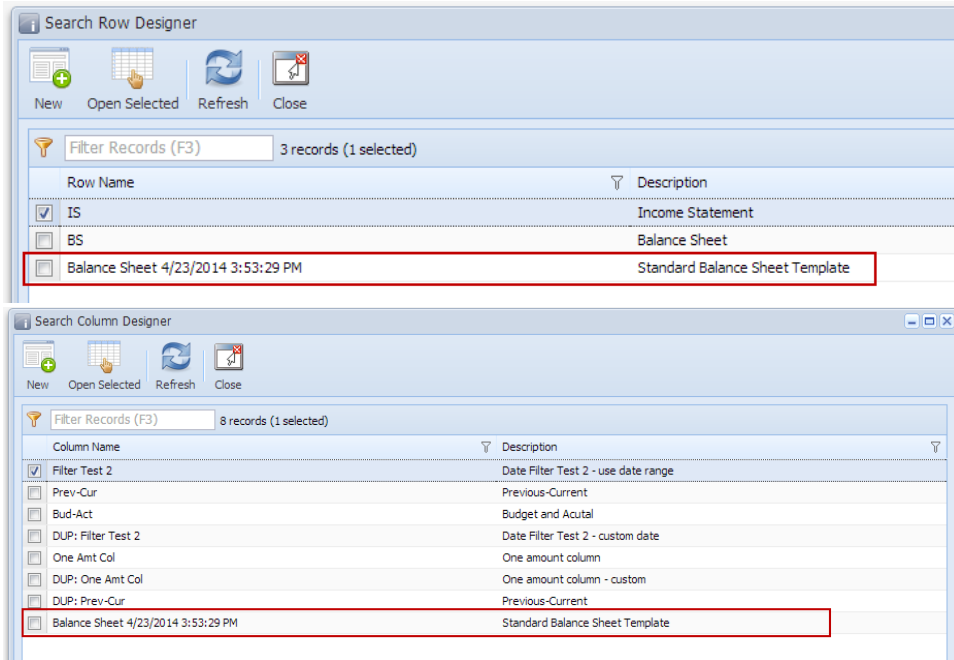 Search Row Designer
New Open Selected Refresh Close
Filter Records (F3) 3 records (1 selected)
Row Name Description
IS Income Statement
BS Balance Sheet
Balance Sheet 4/23/2014 3:53:29 PM Standard Balance Sheet Template
Search Column Designer
New Open Selected Refresh Close
Filter Records (F3) 8 records (1 selected)
Column Name Description
Filter Test 2 Date Filter Test 2 - use date range
Prev-Cur Previous-Current
Bud-Act Budget and Acutal
DUP: Filter Test 2 Date Filter Test 2 - custom date
One Amt Col One amount column
DUP: One Amt Col One amount column - custom
DUP: Prev-Cur Previous-Current
Balance Sheet 4/23/2014 3:53:29 PM Standard Balance Sheet Template